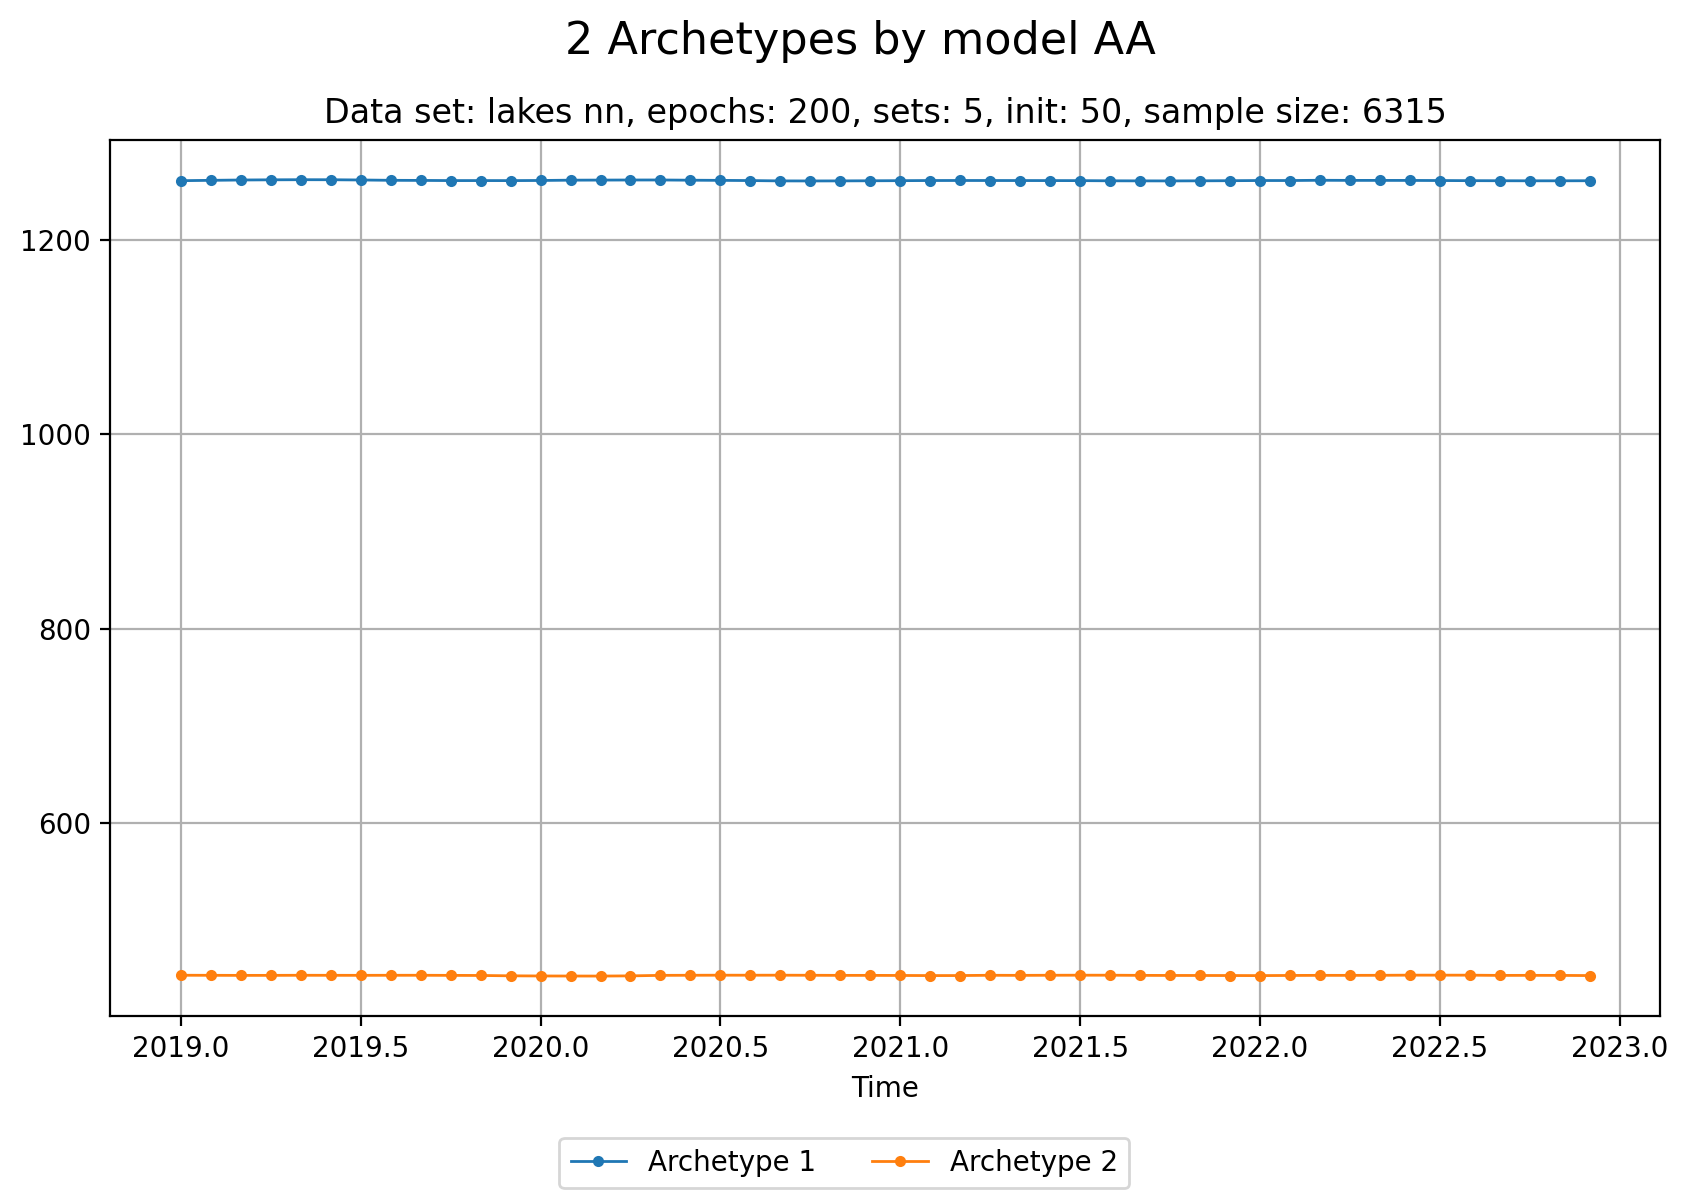 2 Archetypes by model AA
Data set: lakes nn, epochs: 200, sets: 5, init: 50, sample size: 6315
1200
1000
800
600
2019.0 2019.5 2020.0 2020.5 2021.0 2021.5 2022.0 2022.5 2023.0
Time
Archetype 1 Archetype 2